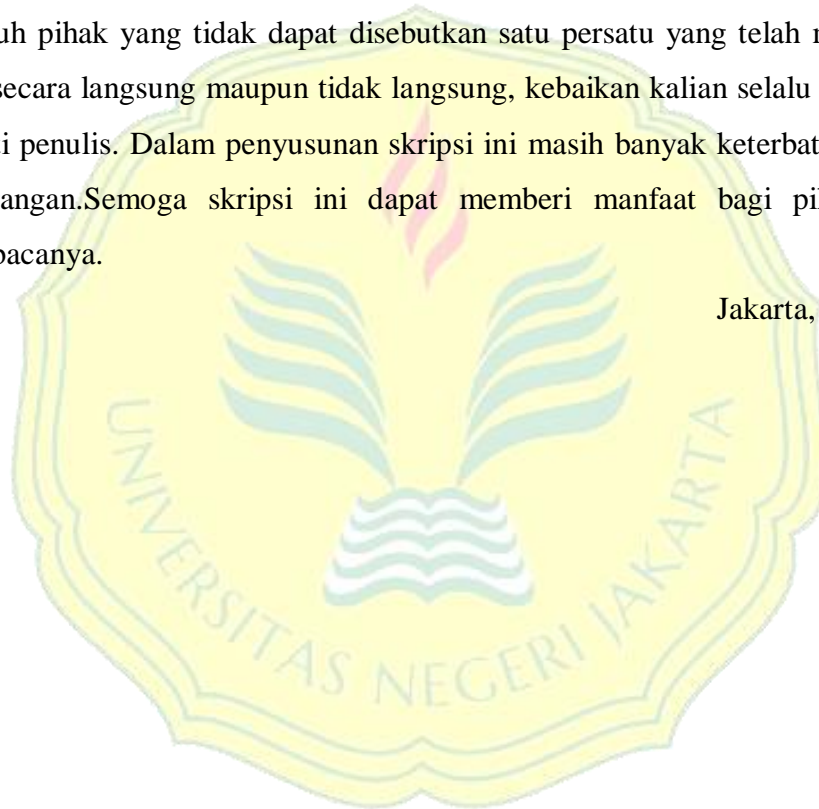 uh pihak yang tidak dapat disebutkan satu persatu yang telah
secara langsung maupun tidak langsung, kebaikan kalian selalu
i penulis. Dalam penyusunan skripsi ini masih banyak keterbat
angan.Semoga skripsi ini dapat memberi manfaat bagi pi
bacanya.
Jakarta,
UNIVERSITAS NEGERI JAKARTA